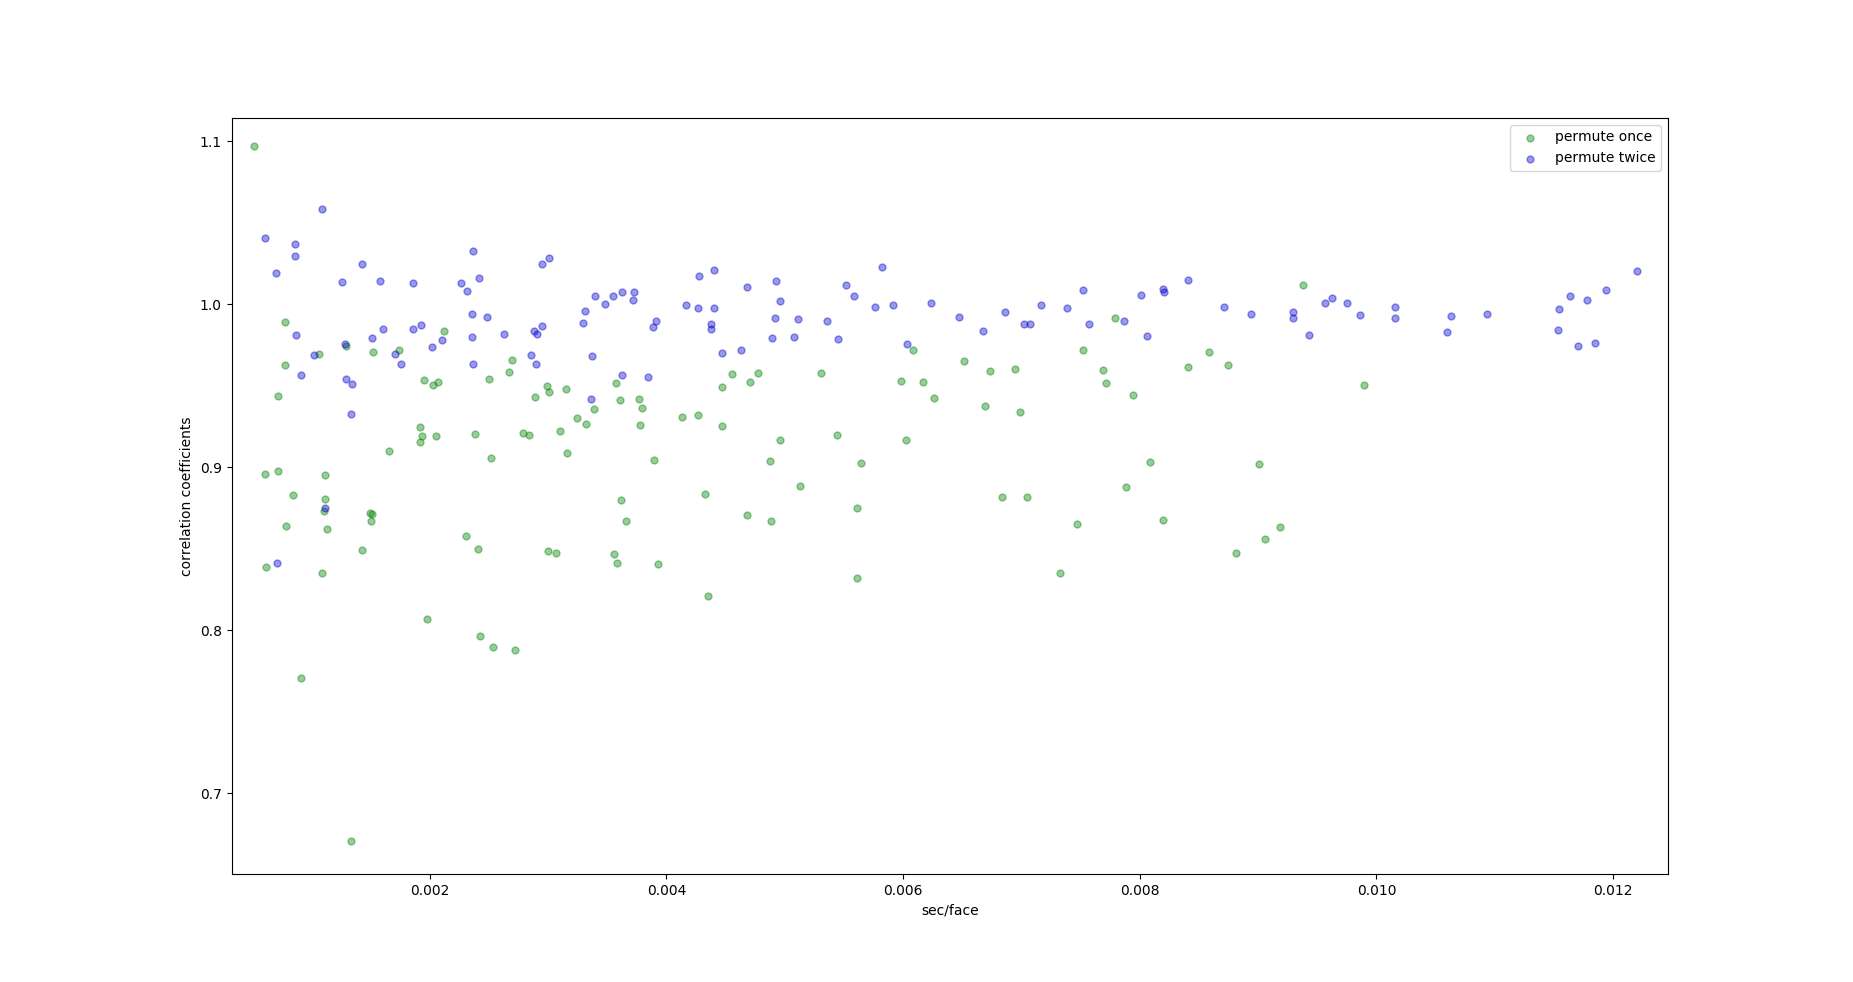 permute once
permute twice
1.1
1.0
0.9
0.8
0.7
correlation coefficients
0.002 0.004 0.006 0.008 0.010 0.012
sec/face